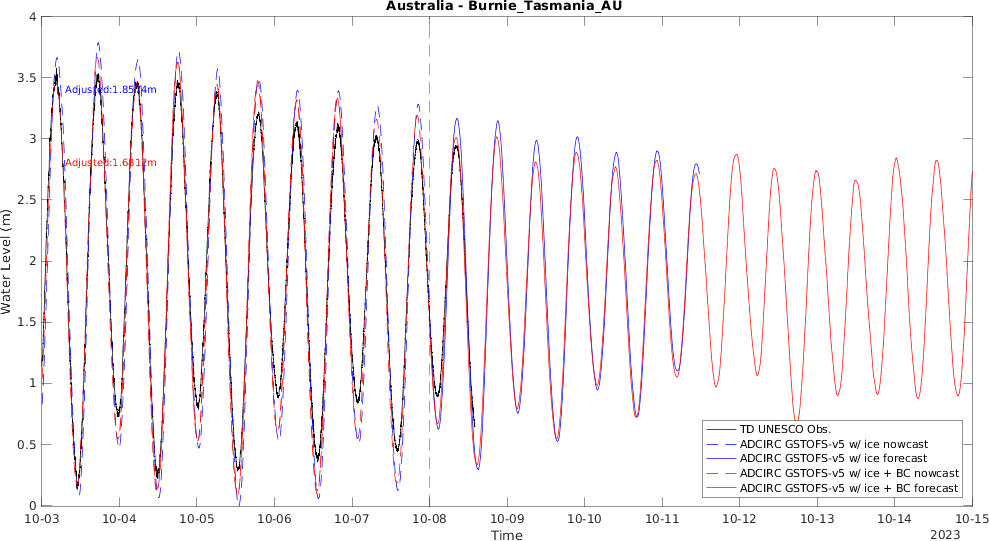 Australia - Burnie_Tasmania_AU
4
3.5
3
2.5
2
1.5
1
0.5
0
Water Level (m)
Adjusted:1.8574m
Adjusted:1.6812m
TD UNESCO Obs.
ADCIRC GSTOFS-v5 w/ ice nowcast
ADCIRC GSTOFS-v5 w/ ice forecast
ADCIRC GSTOFS-v5 w/ ice + BC nowcast
ADCIRC GSTOFS-v5 w/ ice + BC forecast
10-03 10-04 10-05 10-06 10-07 10-08 10-09 10-10 10-11 10-12 10-13 10-14 10-15
Time
2023